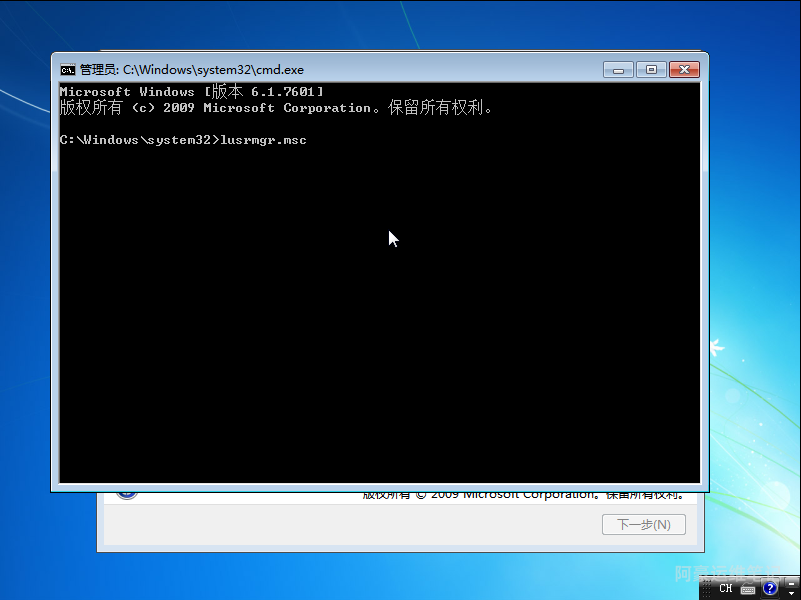 管理员: C:\Windows\system32\cmd.exe
Microsoft Windows [版本 6.1.7601]
版权所有 (c) 2009 Microsoft Corporation。保留所有权利。
C:\Windows\system32>lusrmgr.msc
版权所有 © 2009 Microsoft Corporation。保留所有权利。
下一步(N)
CH